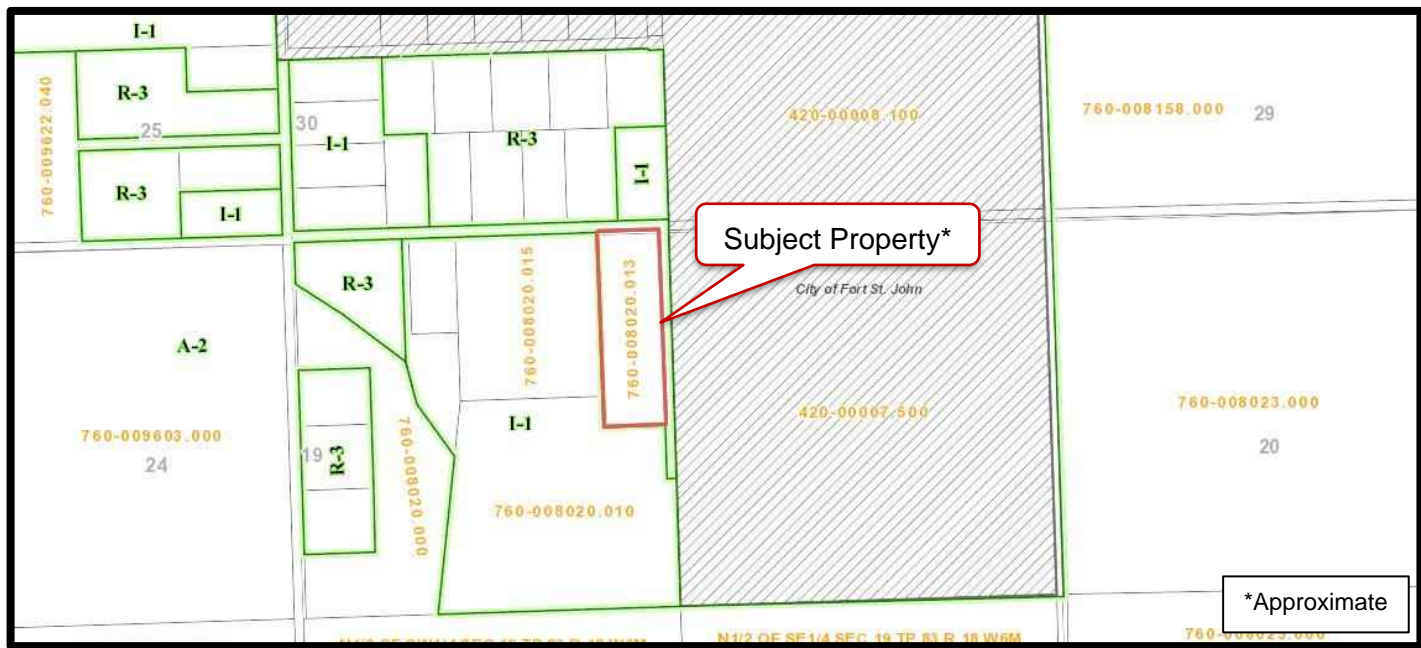 I-1
R-3
25
760-009622.040
R-3
I-1
30
I-1
R-3
I-1
420-00008.100
760-008158.000
29
Subject Property*
City of Fort St. John
R-3
760-008020.015
760-008020.013
A-2
760-009603.000
24
19
R-3
760-008020.000
I-1
760-008020.010
420-00007.500
760-008023.000
20
*Approximate
N1/2 OF SE1/4 SEC 19 TP 83 R 18 W6M